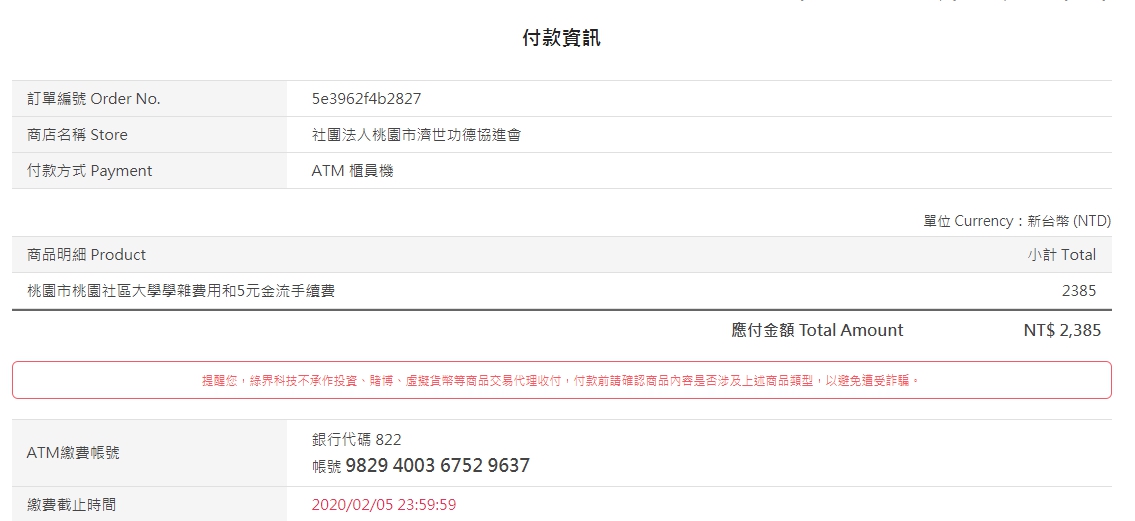 付款資訊
訂單編號 Order No. 5e3962f4b2827
商店名稱 Store 社團法人桃園市濟世功德協進會
付款方式 Payment ATM 櫃員機
單位 Currency：新台幣 (NTD)
商品明細 Product 小計 Total
桃園市桃園社區大學學雜費用和5元金流手續費 2385
應付金額 Total Amount NT$ 2,385
提醒您，綠界科技不承作投資、賭博、虛擬貨幣等商品交易代理收付，付款前請確認商品內容是否涉及上述商品類型，以避免遭受詐騙。
ATM繳費帳號
銀行代碼 822
帳號 9829 4003 6752 9637
繳費截止時間 2020/02/05 23:59:59